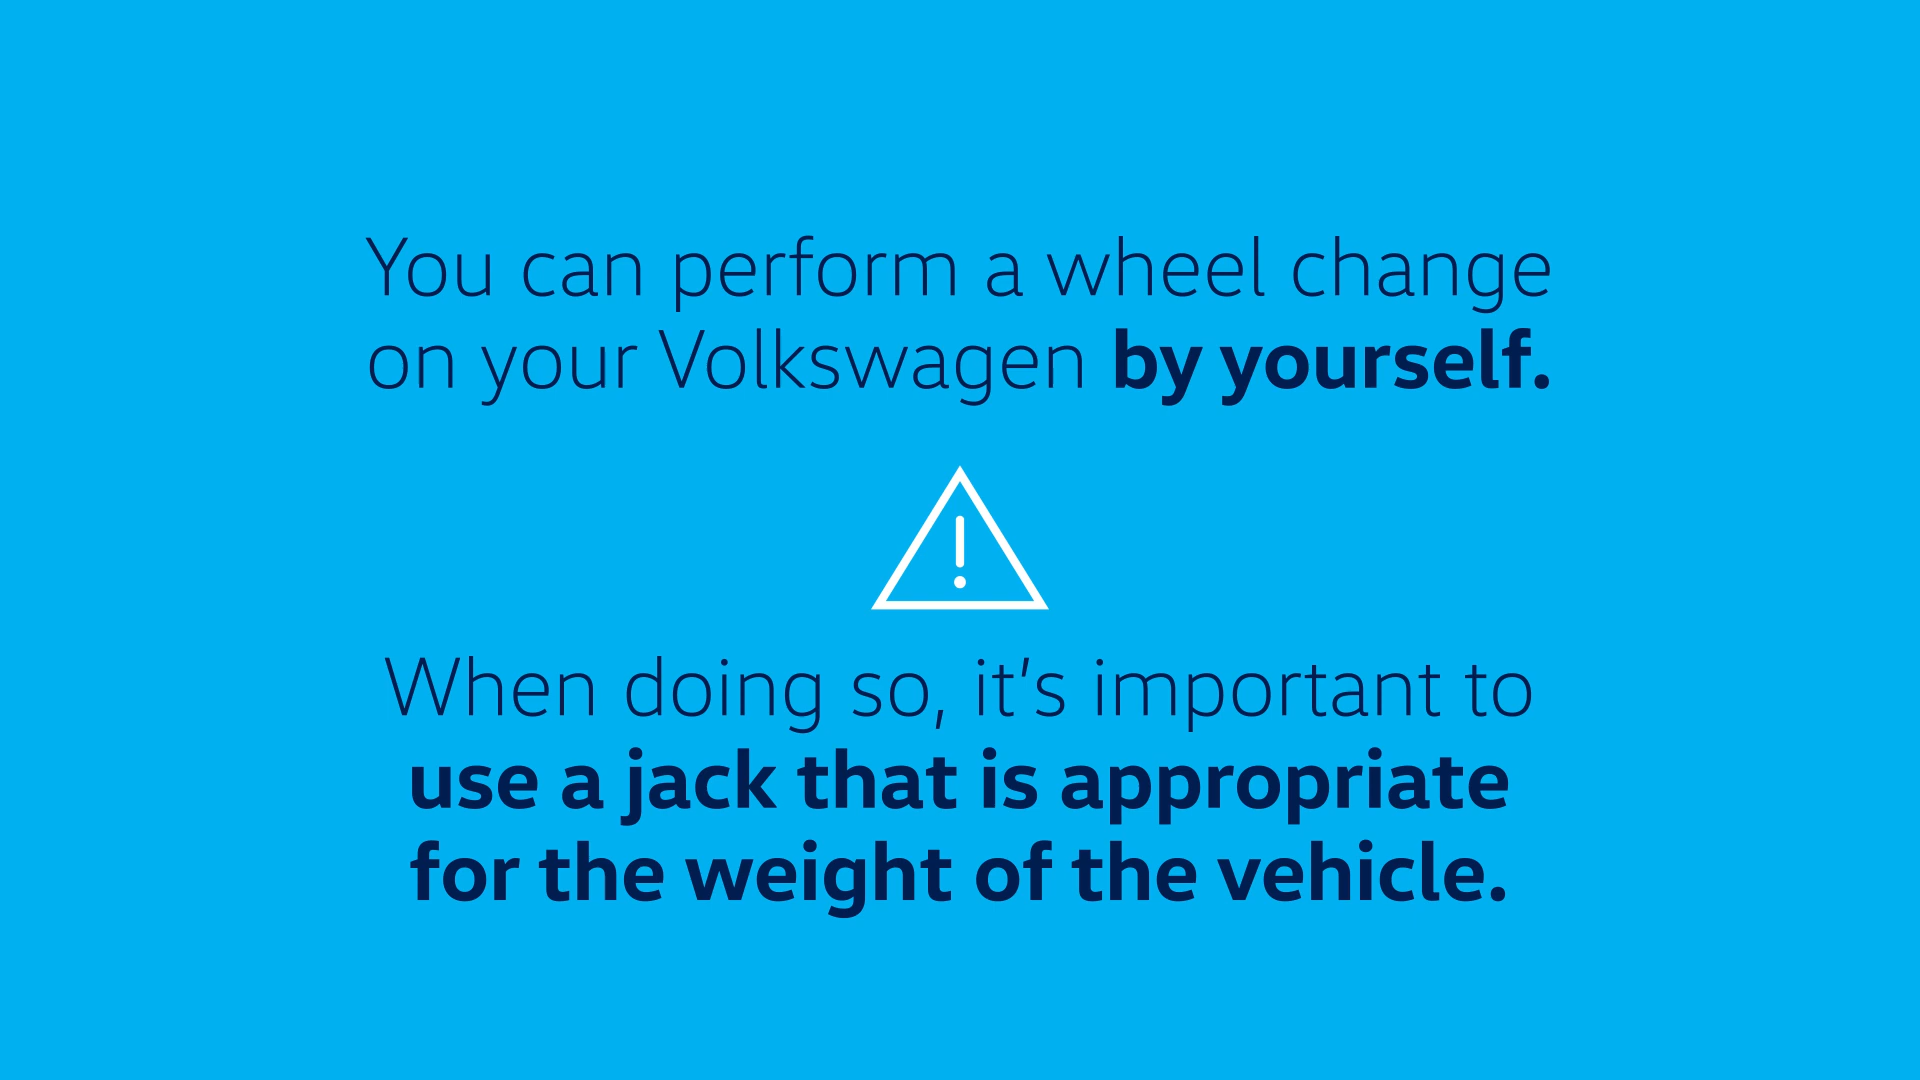 You can perform a wheel change
on your Volkswagen by yourself.
When doing so, it’s important to
use a jack that is appropriate
for the weight of the vehicle.